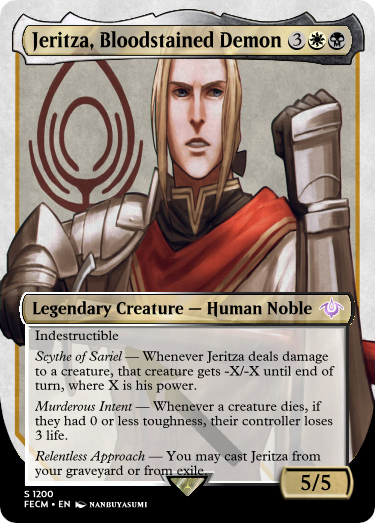 Jeritza, Bloodstained Demon 3
Legendary Creature — Human Noble
Indestructible
Scythe of Sariel — Whenever Jeritza deals damage
to a creature, that creature gets -X/-X until end of
turn, where X is his power.
Murderous Intent — Whenever a creature dies, if
they had 0 or less toughness, their controller loses
3 life.
Relentless Approach — You may cast Jeritza from
your graveyard or from exile.
5/5
S 1200
FECM • EN NANBUYASUMI